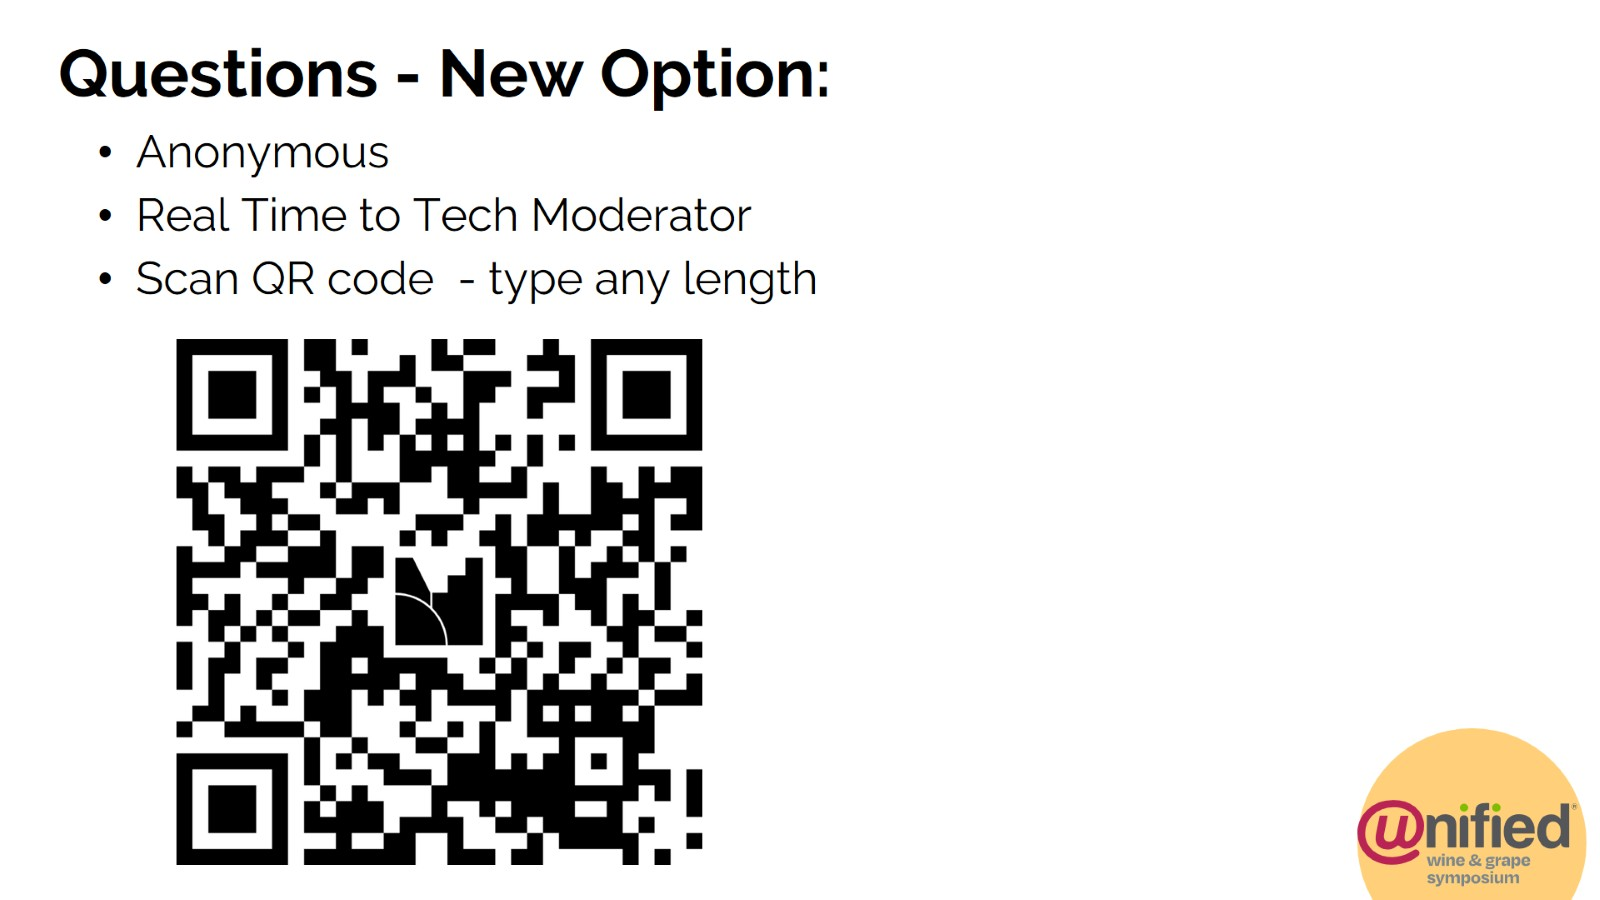 Questions - New Option:
• Anonymous
• Real Time to Tech Moderator
• Scan QR code  - type any length
@unified®
wine & grape
symposium